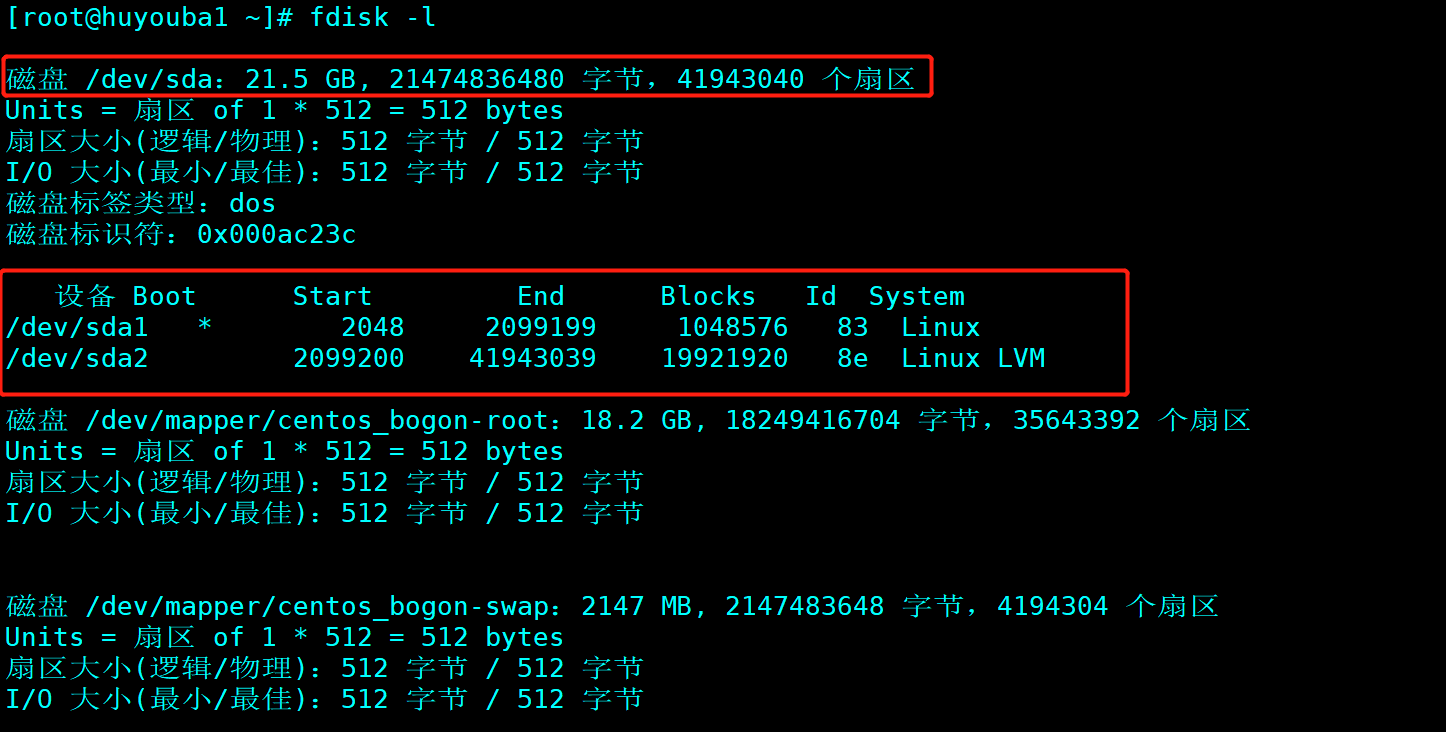 [root@huyouba1 ~]# fdisk -l
磁盘 /dev/sda：21.5 GB, 21474836480 字节，41943040 个扇区
Units = 扇区 of 1 * 512 = 512 bytes
扇区大小(逻辑/物理)：512 字节 / 512 字节
I/O 大小(最小/最佳)：512 字节 / 512 字节
磁盘标签类型：dos
磁盘标识符：0x000ac23c
设备 Boot Start End Blocks Id System
/dev/sda1 * 2048 2099199 1048576 83 Linux
/dev/sda2 2099200 41943039 19921920 8e Linux LVM
磁盘 /dev/mapper/centos_bogon-root：18.2 GB, 18249416704 字节，35643392 个扇区
Units = 扇区 of 1 * 512 = 512 bytes
扇区大小(逻辑/物理)：512 字节 / 512 字节
I/O 大小(最小/最佳)：512 字节 / 512 字节
磁盘 /dev/mapper/centos_bogon-swap：2147 MB, 2147483648 字节，4194304 个扇区
Units = 扇区 of 1 * 512 = 512 bytes
扇区大小(逻辑/物理)：512 字节 / 512 字节
I/O 大小(最小/最佳)：512 字节 / 512 字节